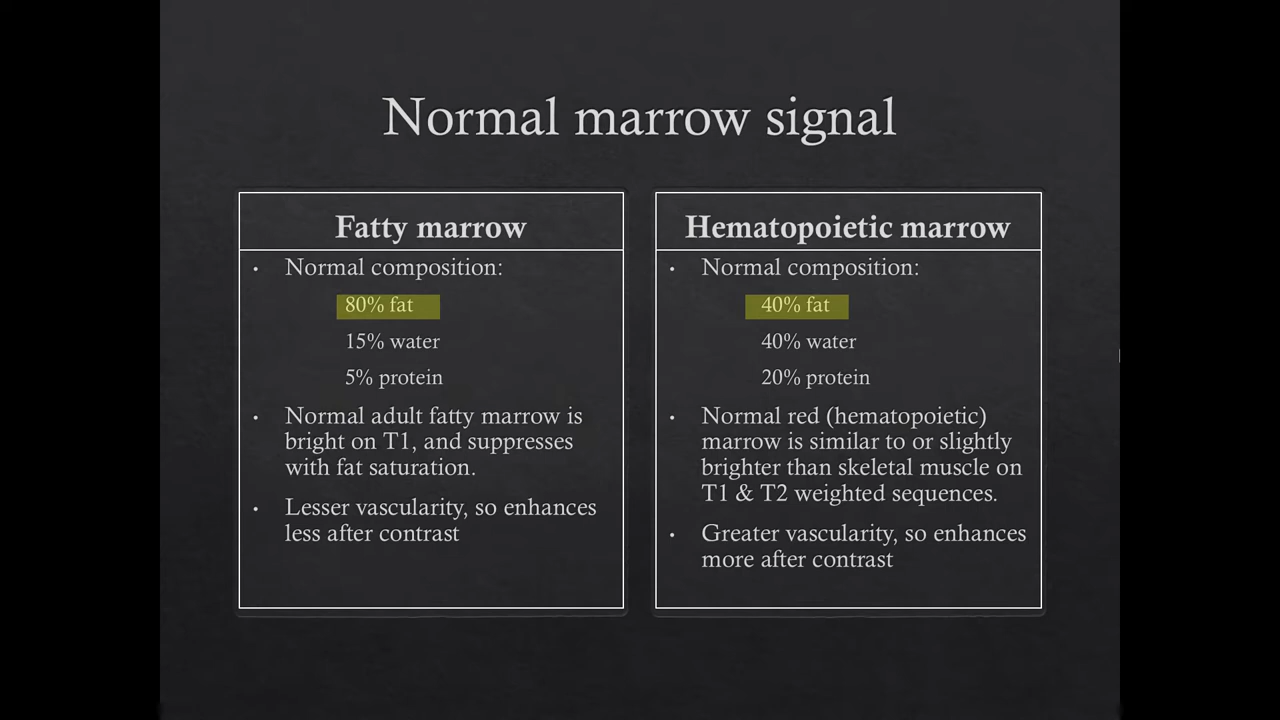 Normal marrow signal
Fatty marrow
• Normal composition:
80% fat
15% water
5% protein
• Normal adult fatty marrow is
bright on T1, and suppresses
with fat saturation.
• Lesser vascularity, so enhances
less after contrast
Hematopoietic marrow
• Normal composition:
40% fat
40% water
20% protein
• Normal red (hematopoietic)
marrow is similar to or slightly
brighter than skeletal muscle on
T1 & T2 weighted sequences.
• Greater vascularity, so enhances
more after contrast